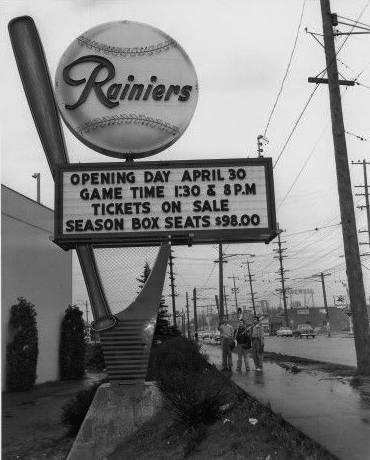 Rainiers
OPENING DAY APRIL 30
GAME TIME 1:30 & 8 P.M
TICKETS ON SALE
SEASON BOX SEATS $98.00